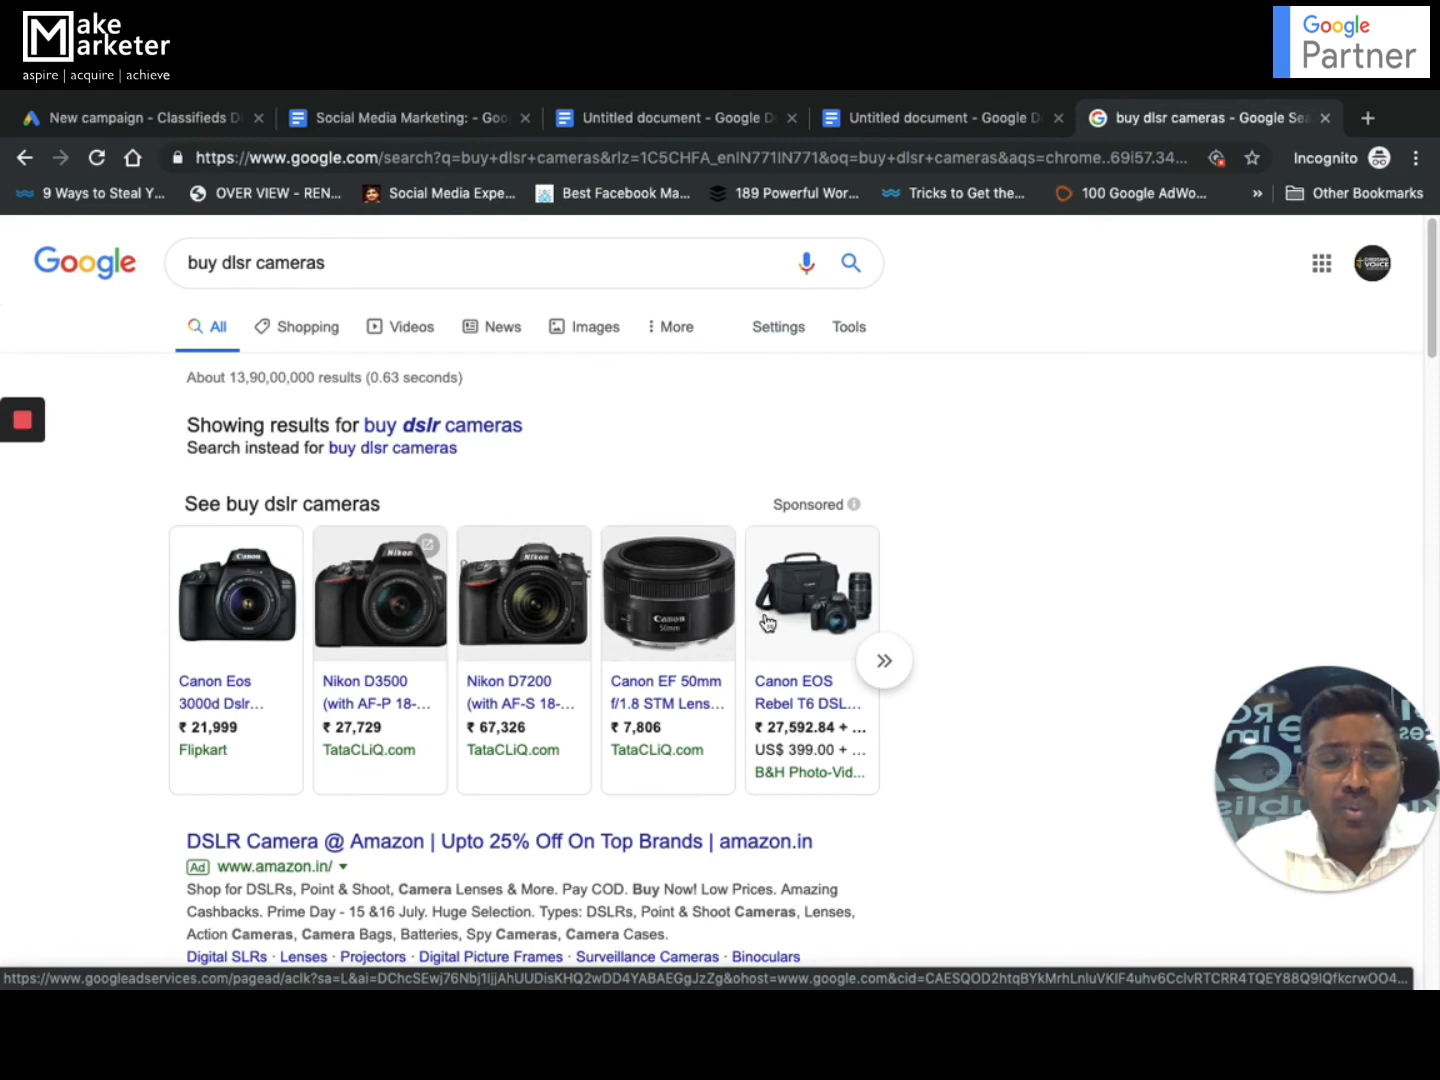 Make
Marketer
aspire | acquire | achieve
Google
Partner
New campaign - Classifieds D
Social Media Marketing: - Goo
Untitled document - Google D
Untitled document - Google D
buy dlsr cameras - Google Sea
https://www.google.com/search?q=buy+dlsr+cameras&rlz=1C5CHFA_enIN771IN771&oq=buy+dlsr+cameras&aqs=chrome..69i57.34...
Incognito
9 Ways to Steal Y...
OVER VIEW - REN...
Social Media Expe...
Best Facebook Ma...
189 Powerful Wor...
Tricks to Get the...
100 Google AdWo...
»
Other Bookmarks
Google
buy dlsr cameras
All
Shopping
Videos
News
Images
More
Settings
Tools
About 13,90,00,000 results (0.63 seconds)
Showing results for buy dslr cameras
Search instead for buy dlsr cameras
See buy dslr cameras
Sponsored
Canon
Nikon
Nikon
Canon
50mm
Canon Eos
3000d Dslr...
₹ 21,999
Flipkart
Nikon D3500
(with AF-P 18-...
₹ 27,729
TataCLiQ.com
Nikon D7200
(with AF-S 18-...
₹ 67,326
TataCLiQ.com
Canon EF 50mm
f/1.8 STM Lens...
₹ 7,806
TataCLiQ.com
Canon EOS
Rebel T6 DSL...
₹ 27,592.84 + ...
US$ 399.00 + ...
B&H Photo-Vid...
DSLR Camera @ Amazon | Upto 25% Off On Top Brands | amazon.in
Ad www.amazon.in/
Shop for DSLRs, Point & Shoot, Camera Lenses & More. Pay COD. Buy Now! Low Prices. Amazing
Cashbacks. Prime Day - 15 &16 July. Huge Selection. Types: DSLRs, Point & Shoot Cameras, Lenses,
Action Cameras, Camera Bags, Batteries, Spy Cameras, Camera Cases.
Digital SLRs · Lenses · Projectors · Digital Picture Frames · Surveillance Cameras · Binoculars